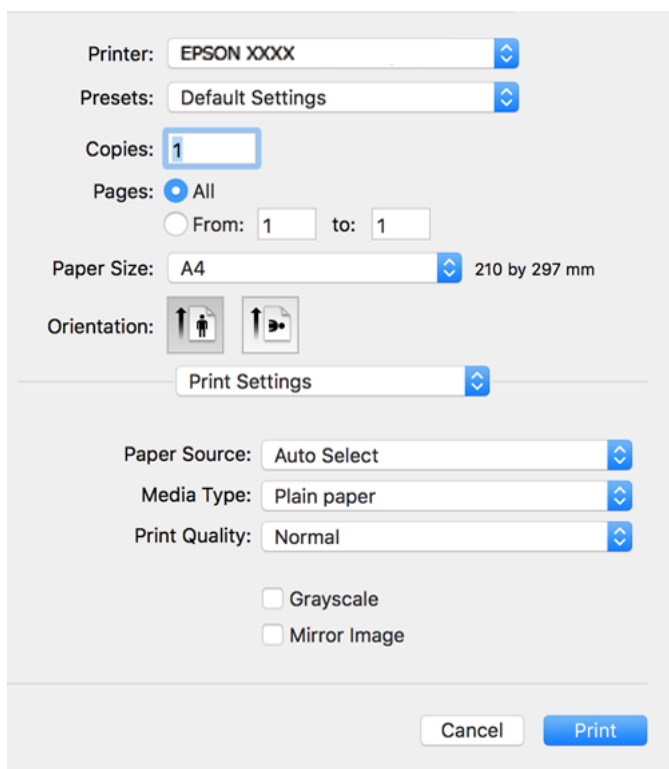 Printer: EPSON XXXX
Presets: Default Settings
Copies: 1
Pages: All
From: 1 to: 1
Paper Size: A4 210 by 297 mm
Orientation:
Print Settings
Paper Source: Auto Select
Media Type: Plain paper
Print Quality: Normal
Grayscale
Mirror Image
Cancel Print